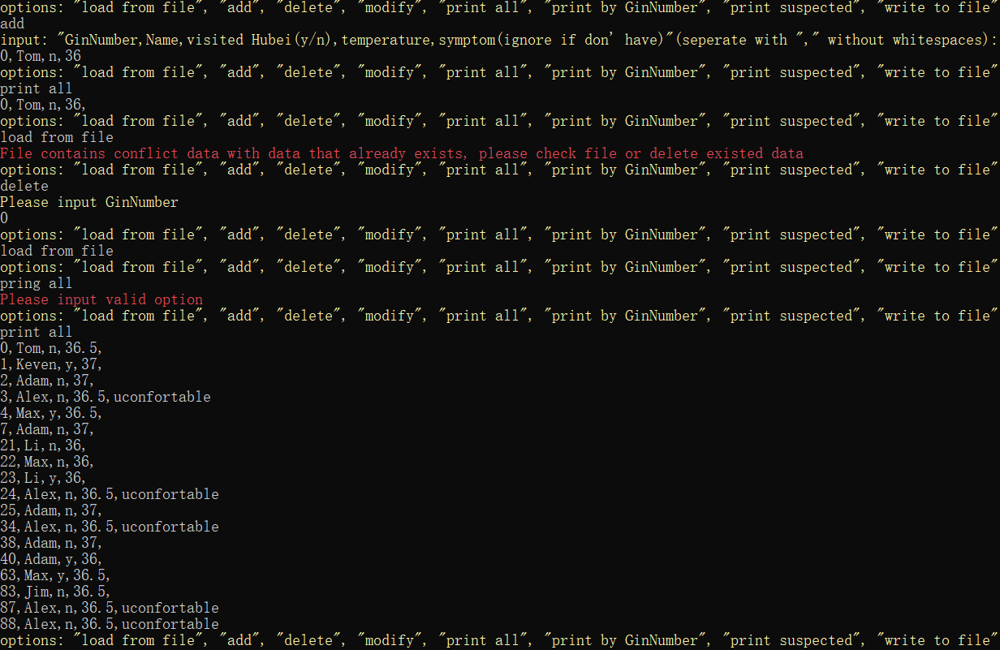 options: "load from file", "add", "delete", "modify", "print all", "print by GinNumber", "print suspected", "write to file"
add
input: "GinNumber,Name,visited Hubei(y/n),temperature,symptom(ignore if don' have)"(seperate with "," without whitespaces):
0,Tom,n,36
options: "load from file", "add", "delete", "modify", "print all", "print by GinNumber", "print suspected", "write to file"
print all
0,Tom,n,36,
options: "load from file", "add", "delete", "modify", "print all", "print by GinNumber", "print suspected", "write to file"
load from file
File contains conflict data with data that already exists, please check file or delete existed data
options: "load from file", "add", "delete", "modify", "print all", "print by GinNumber", "print suspected", "write to file"
delete
Please input GinNumber
0
options: "load from file", "add", "delete", "modify", "print all", "print by GinNumber", "print suspected", "write to file"
load from file
options: "load from file", "add", "delete", "modify", "print all", "print by GinNumber", "print suspected", "write to file"
pring all
Please input valid option
options: "load from file", "add", "delete", "modify", "print all", "print by GinNumber", "print suspected", "write to file"
print all
0,Tom,n,36.5,
1,Keven,y,37,
2,Adam,n,37,
3,Alex,n,36.5,uconfortable
4,Max,y,36.5,
7,Adam,n,37,
21,Li,n,36,
22,Max,n,36,
23,Li,y,36,
24,Alex,n,36.5,uconfortable
25,Adam,n,37,
34,Alex,n,36.5,uconfortable
38,Adam,n,37,
40,Adam,y,36,
63,Max,y,36.5,
83,Jim,n,36.5,
87,Alex,n,36.5,uconfortable
88,Alex,n,36.5,uconfortable
options: "load from file", "add", "delete", "modify", "print all", "print by GinNumber", "print suspected", "write to file"